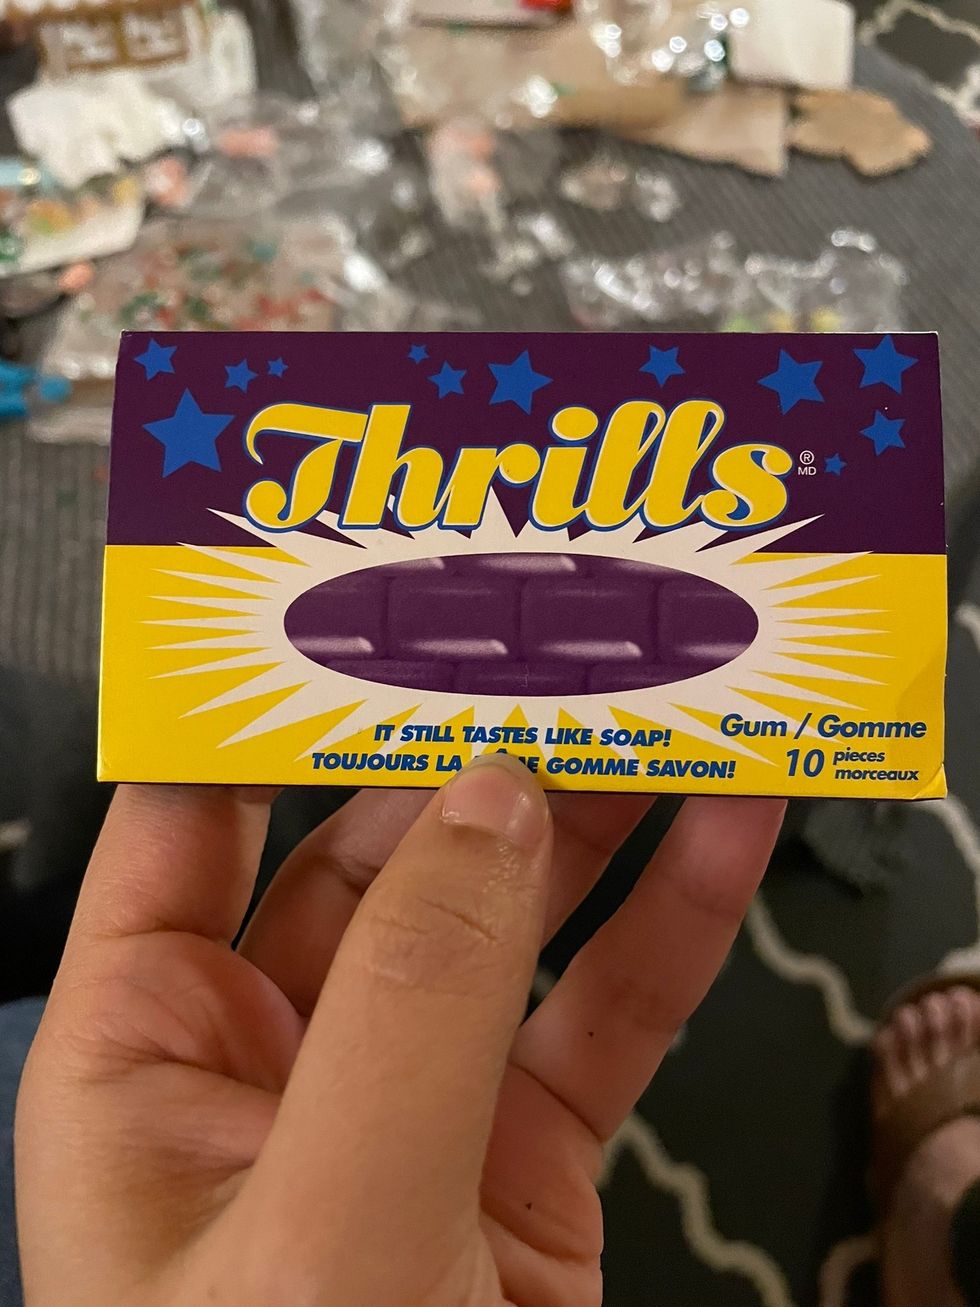 Thrills
® MD
IT STILL TASTES LIKE SOAP!
TOUJOURS LA GOMME SAVON!
Gum / Gomme
10 pieces
morceaux